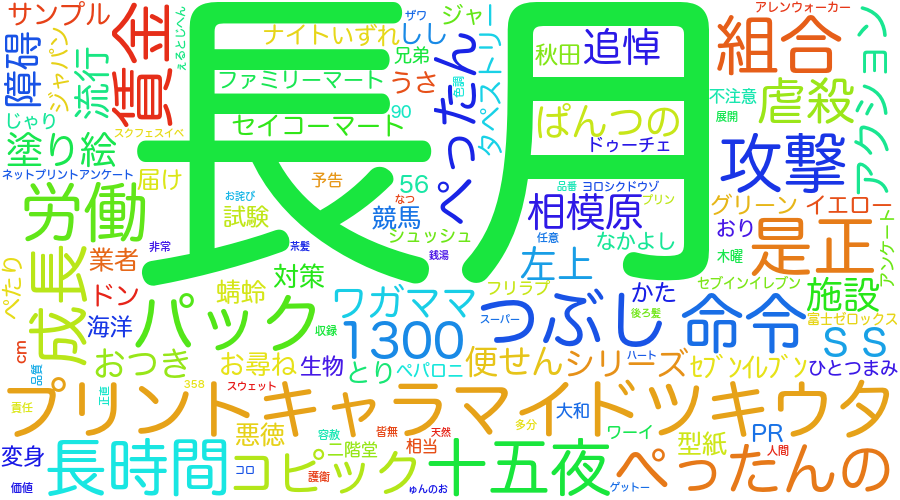 サンプル
賃金
長月
ザワ
ジャー
アレンウォーカー
ション
障碍
ジャパン
えるとじへん
ナイトいずれ
しし
ぺったん
タペストリ
秋田
追悼
組合
流行
ファミリーマート
兄弟
うさ
色調
90
不注意
虐殺
展開
アクション
じゃり
スクフェスイベ
セイコーマート
ぱんつの
塗り絵
ドゥーチェ
攻撃
ネットプリントアンケート
届け
予告
56
なつ
品番
ヨロシクドウゾ
プリン
労働
お詫び
試験
競馬
相模原
グリーン
イエロー
シュッシュ
任意
なかよし
おり
是正
アンケート
非常
茶髪
銭湯
木曜
業者
対策
左上
ぺたり
成長
ドン
蜻蛉
フリラブ
かた
セブインイレブン
施設
パック
ワガママ
つぶし
後ろ髪
命令
富士ゼロックス
海洋
収録
1300
スーパー
SS
cm
品質
おつき
お尋ね
生物
とり
ペパロニ
便せん
シリーズ
ハート
セブンイレブン
ひとつまみ
358
スウェット
プリントキャラマイドツキウタ
責任
正直
大和
変身
長時間
悪徳
容赦
皆無
天然
多分
ワーイ
型紙
PR
人間
二階堂
相当
価値
コロ
コピック
護衛
ゅんのお
十五夜
ゲットー
ぺったんの